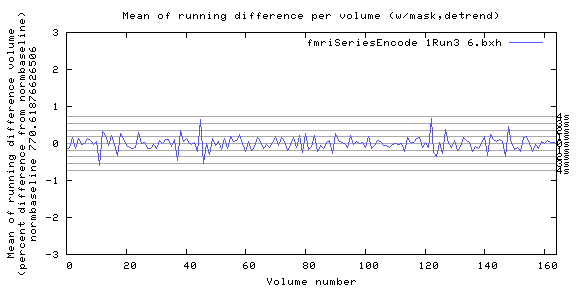 Mean of running difference per volume (w/mask,detrend)
fmriSeriesEncode 1Run3 6.bxh
Mean of running difference volume
(percent difference from normbaseline)
normbaseline 770.61876626506
3
2
1
0
-1
-2
-3
0
20
40
60
80
100
120
140
160
Volume number